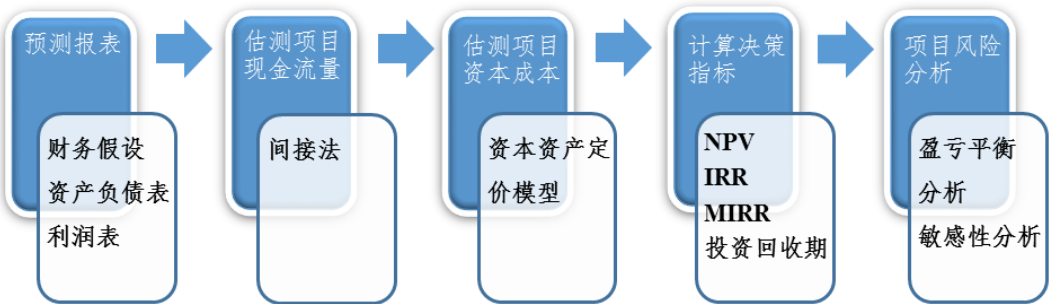 预测报表
财务假设
资产负债表
利润表
估测项目
现金流量
间接法
估测项目
资本成本
资本资产定
价模型
计算决策
指标
NPV
IRR
MIRR
投资回收期
项目风险
分析
盈亏平衡
分析
敏感性分析